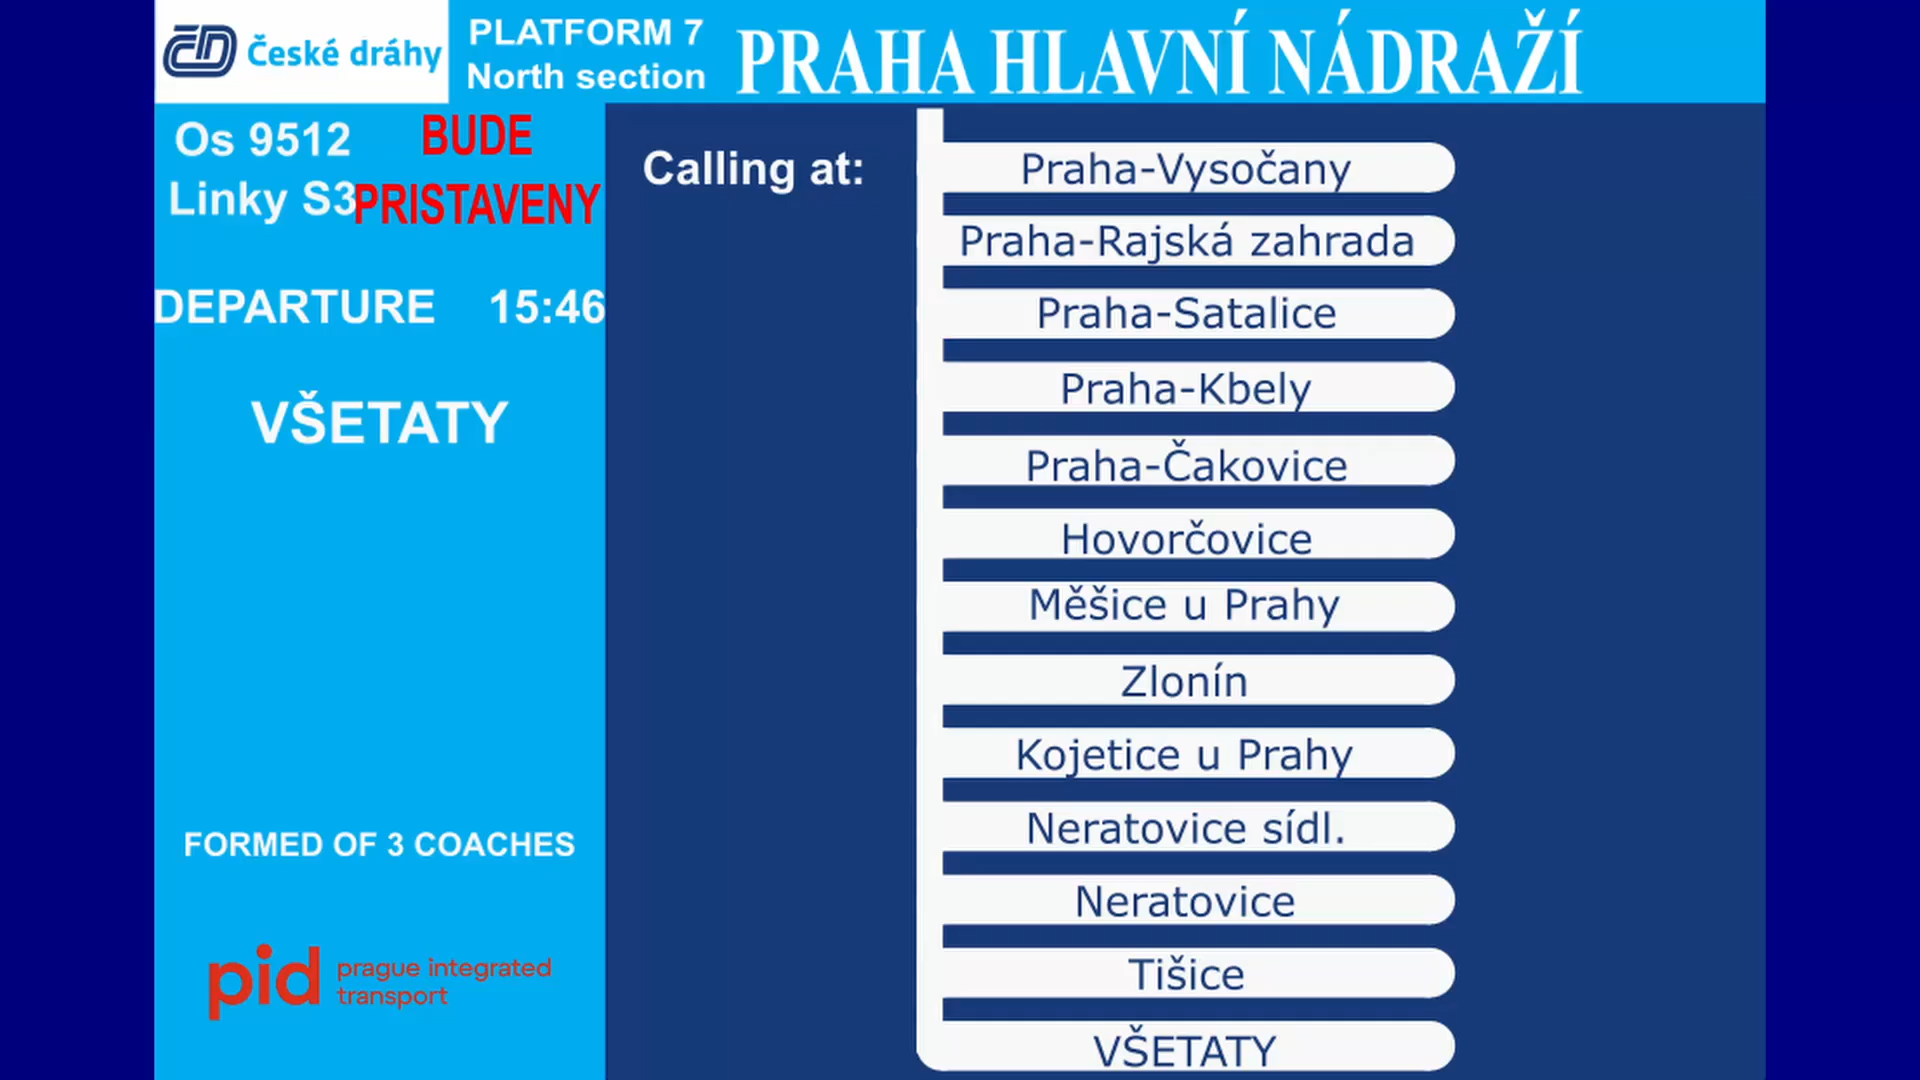 České dráhy
PLATFORM 7
North section
PRAHA HLAVNÍ NÁDRAŽÍ
Os 9512
Linky S3
BUDE
PRISTAVENY
DEPARTURE 15:46
VŠETATY
FORMED OF 3 COACHES
pid prague integrated
transport
Calling at:
Praha-Vysočany
Praha-Rajská zahrada
Praha-Satalice
Praha-Kbely
Praha-Čakovice
Hovorčovice
Měšice u Prahy
Zlonín
Kojetice u Prahy
Neratovice sídl.
Neratovice
Tišice
VŠETATY